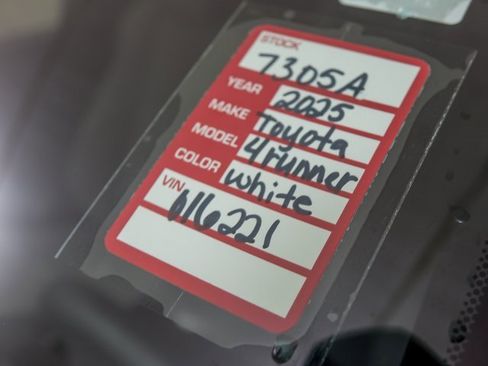 STOCK
7305A
YEAR 2025
MAKE Toyota
MODEL 4runner
COLOR white
VIN 016221